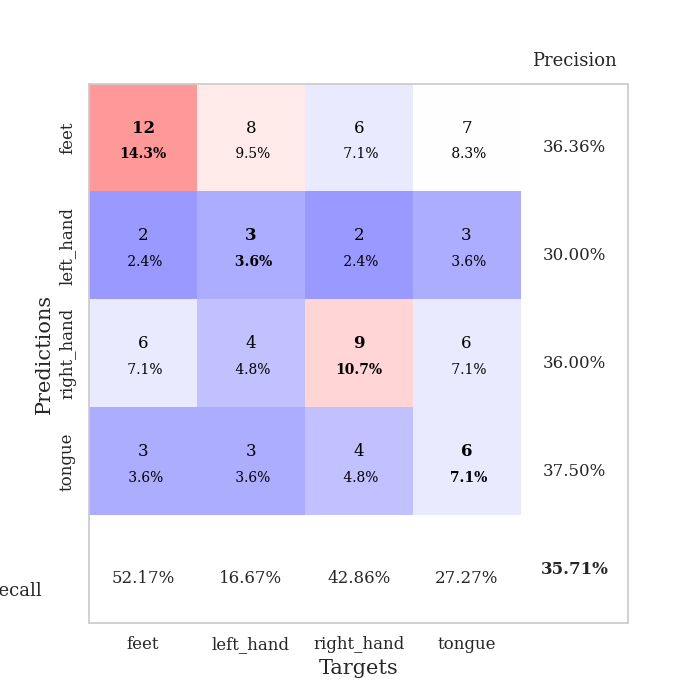 Precision
feet
12 8 6 7
14.3% 9.5% 7.1% 8.3%
36.36%
left_hand
2 3 2 3
2.4% 3.6% 2.4% 3.6%
30.00%
Predictions
right_hand
6 4 9 6
7.1% 4.8% 10.7% 7.1%
36.00%
tongue
3 3 4 6
3.6% 3.6% 4.8% 7.1%
37.50%
ecall
52.17% 16.67% 42.86% 27.27% 35.71%
feet left_hand right_hand tongue
Targets